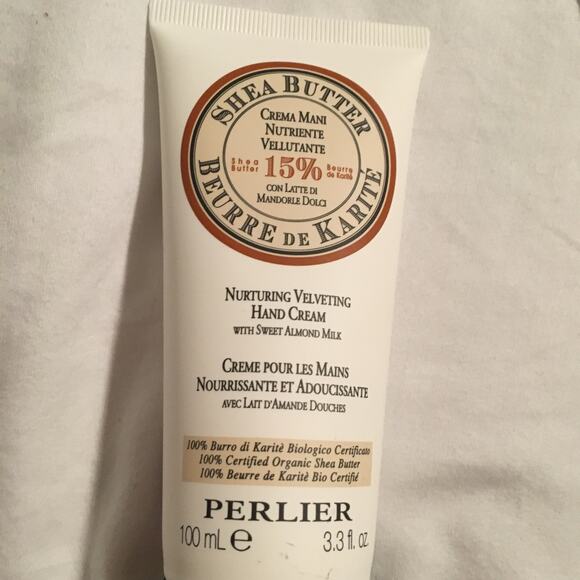 SHEA BUTTER
CREMA MANI
NUTRIENTE
VELLUTANTE
Shea Butter 15% Beurre de Karité
CON LATTE DI
MANDORLE DOLCI
BEURRE DE KARITÉ
NURTURING VELVETING
HAND CREAM
WITH SWEET ALMOND MILK
CREME POUR LES MAINS
NOURRISSANTE ET ADOUCISSANTE
AVEC LAIT D'AMANDE DOUCHES
100% Burro di Karitè Biologico Certificato
100% Certified Organic Shea Butter
100% Beurre de Karitè Bio Certifié
PERLIER
100 mL e 3.3 fl. oz.